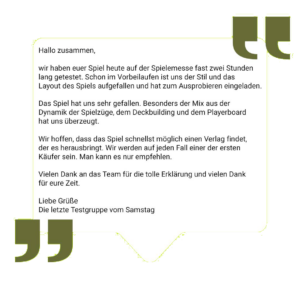 Hallo zusammen,
wir haben euer Spiel heute auf der Spielemesse fast zwei Stunden
lang getestet. Schon im Vorbeilaufen ist uns der Stil und das
Layout des Spiels aufgefallen und hat zum Ausprobieren eingeladen.
Das Spiel hat uns sehr gefallen. Besonders der Mix aus der
Dynamik der Spielzüge, dem Deckbuilding und dem Playerboard
hat uns überzeugt.
Wir hoffen, dass das Spiel schnellst möglich einen Verlag findet,
der es herausbringt. Wir werden auf jeden Fall einer der ersten
Käufer sein. Man kann es nur empfehlen.
Vielen Dank an das Team für die tolle Erklärung und vielen Dank
für eure Zeit.
Liebe Grüße
Die letzte Testgruppe vom Samstag